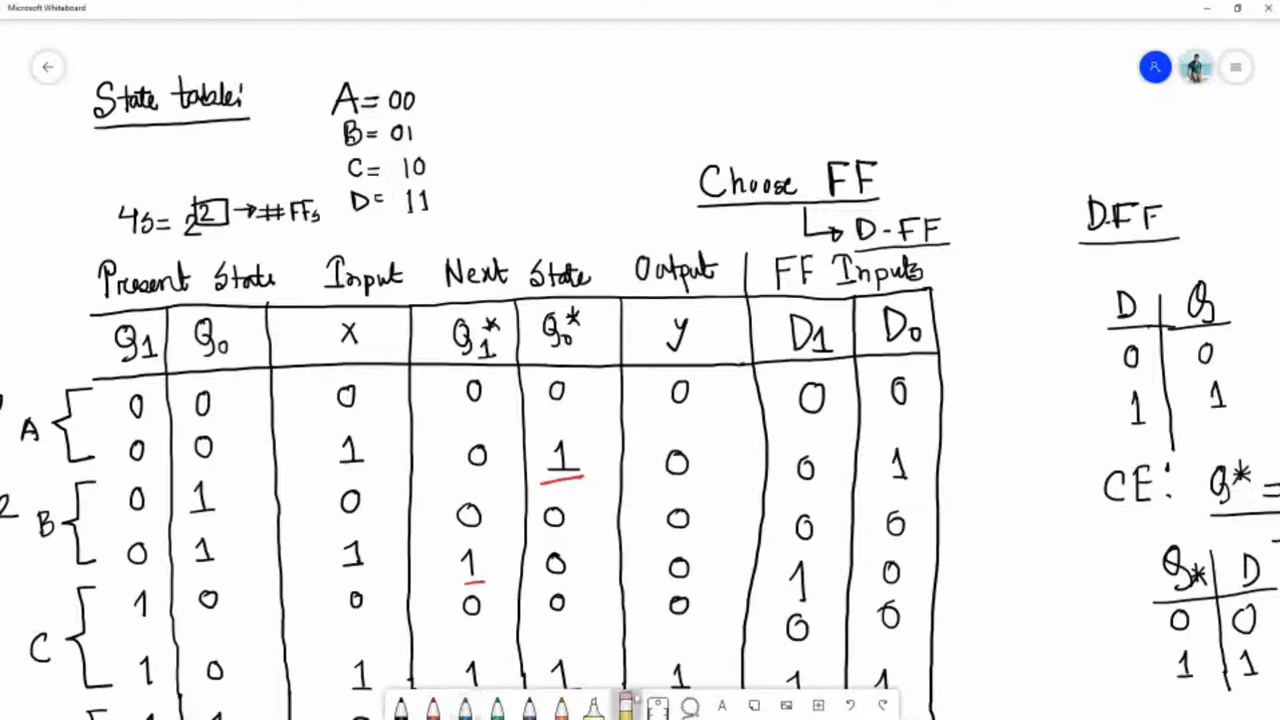 Microsoft Whiteboard
State table:
A = 00
B = 01
C = 10
D = 11
4s = 2^2 → # FFs
Choose FF
↳ D-FF
D-FF
Present State Input Next State Output FF Inputs
Q1 Q0 x Q1* Q0* y D1 D0
A
0 0 0 0 0 0 0 0
0 0 1 0 1 0 0 1
B
0 1 0 0 0 0 0 0
0 1 1 1 0 0 1 0
C
1 0 0 0 0 0 0 0
1 0 1 1 1 1 1 1
D Q
0 0
1 1
CE: Q* =
Q* D
0 0
1 1